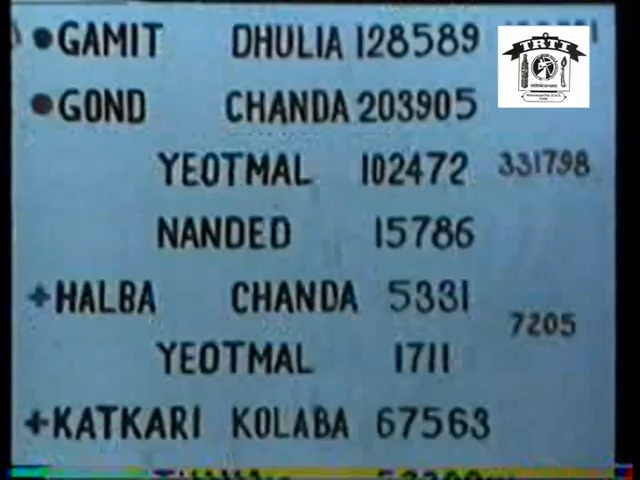 GAMIT DHULIA 128589
TRTI
GOND CHANDA 203905
YEOTMAL 102472 331798
NANDED 15786
HALBA CHANDA 5331
7205
YEOTMAL 1711
KATKARI KOLABA 67563